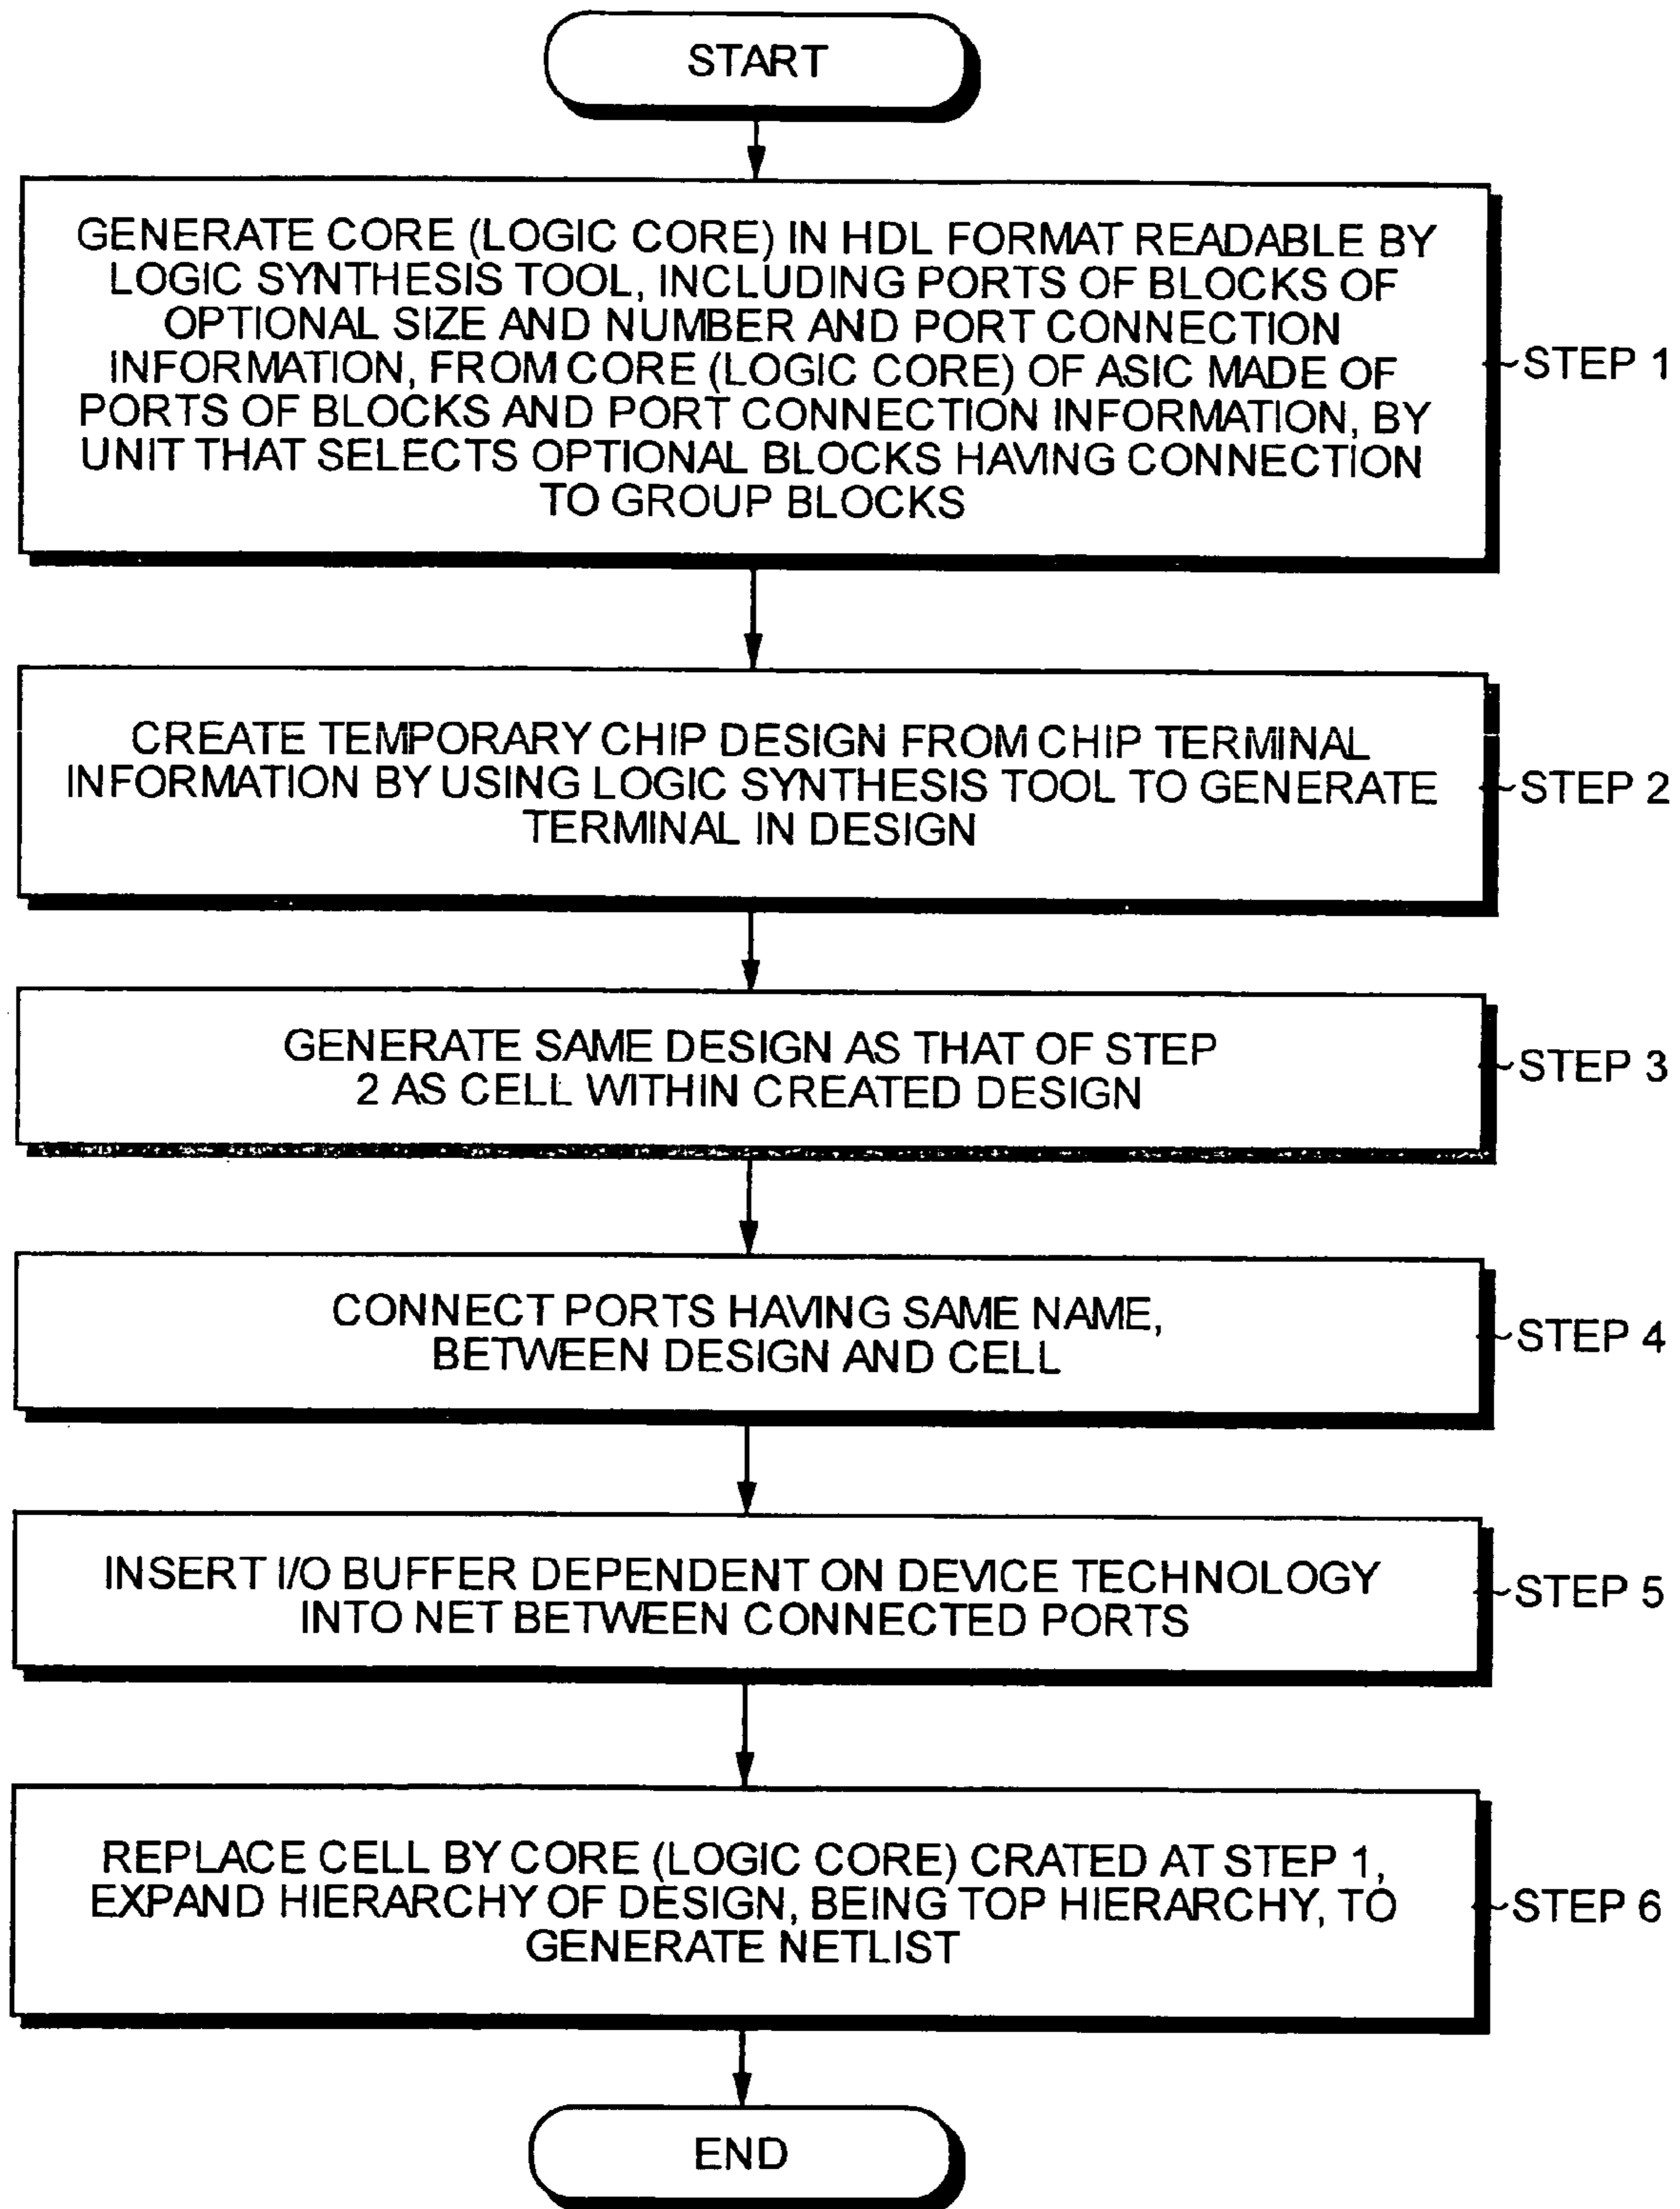 START
GENERATE CORE (LOGIC CORE) IN HDL FORMAT READABLE BY
LOGIC SYNTHESIS TOOL, INCLUDING PORTS OF BLOCKS OF
OPTIONAL SIZE AND NUMBER AND PORT CONNECTION
INFORMATION, FROM CORE (LOGIC CORE) OF ASIC MADE OF
PORTS OF BLOCKS AND PORT CONNECTION INFORMATION, BY
UNIT THAT SELECTS OPTIONAL BLOCKS HAVING CONNECTION
TO GROUP BLOCKS
STEP 1
CREATE TEMPORARY CHIP DESIGN FROM CHIP TERMINAL
INFORMATION BY USING LOGIC SYNTHESIS TOOL TO GENERATE
TERMINAL IN DESIGN
STEP 2
GENERATE SAME DESIGN AS THAT OF STEP
2 AS CELL WITHIN CREATED DESIGN
STEP 3
CONNECT PORTS HAVING SAME NAME,
BETWEEN DESIGN AND CELL
STEP 4
INSERT I/O BUFFER DEPENDENT ON DEVICE TECHNOLOGY
INTO NET BETWEEN CONNECTED PORTS
STEP 5
REPLACE CELL BY CORE (LOGIC CORE) CRATED AT STEP 1,
EXPAND HIERARCHY OF DESIGN, BEING TOP HIERARCHY, TO
GENERATE NETLIST
STEP 6
END